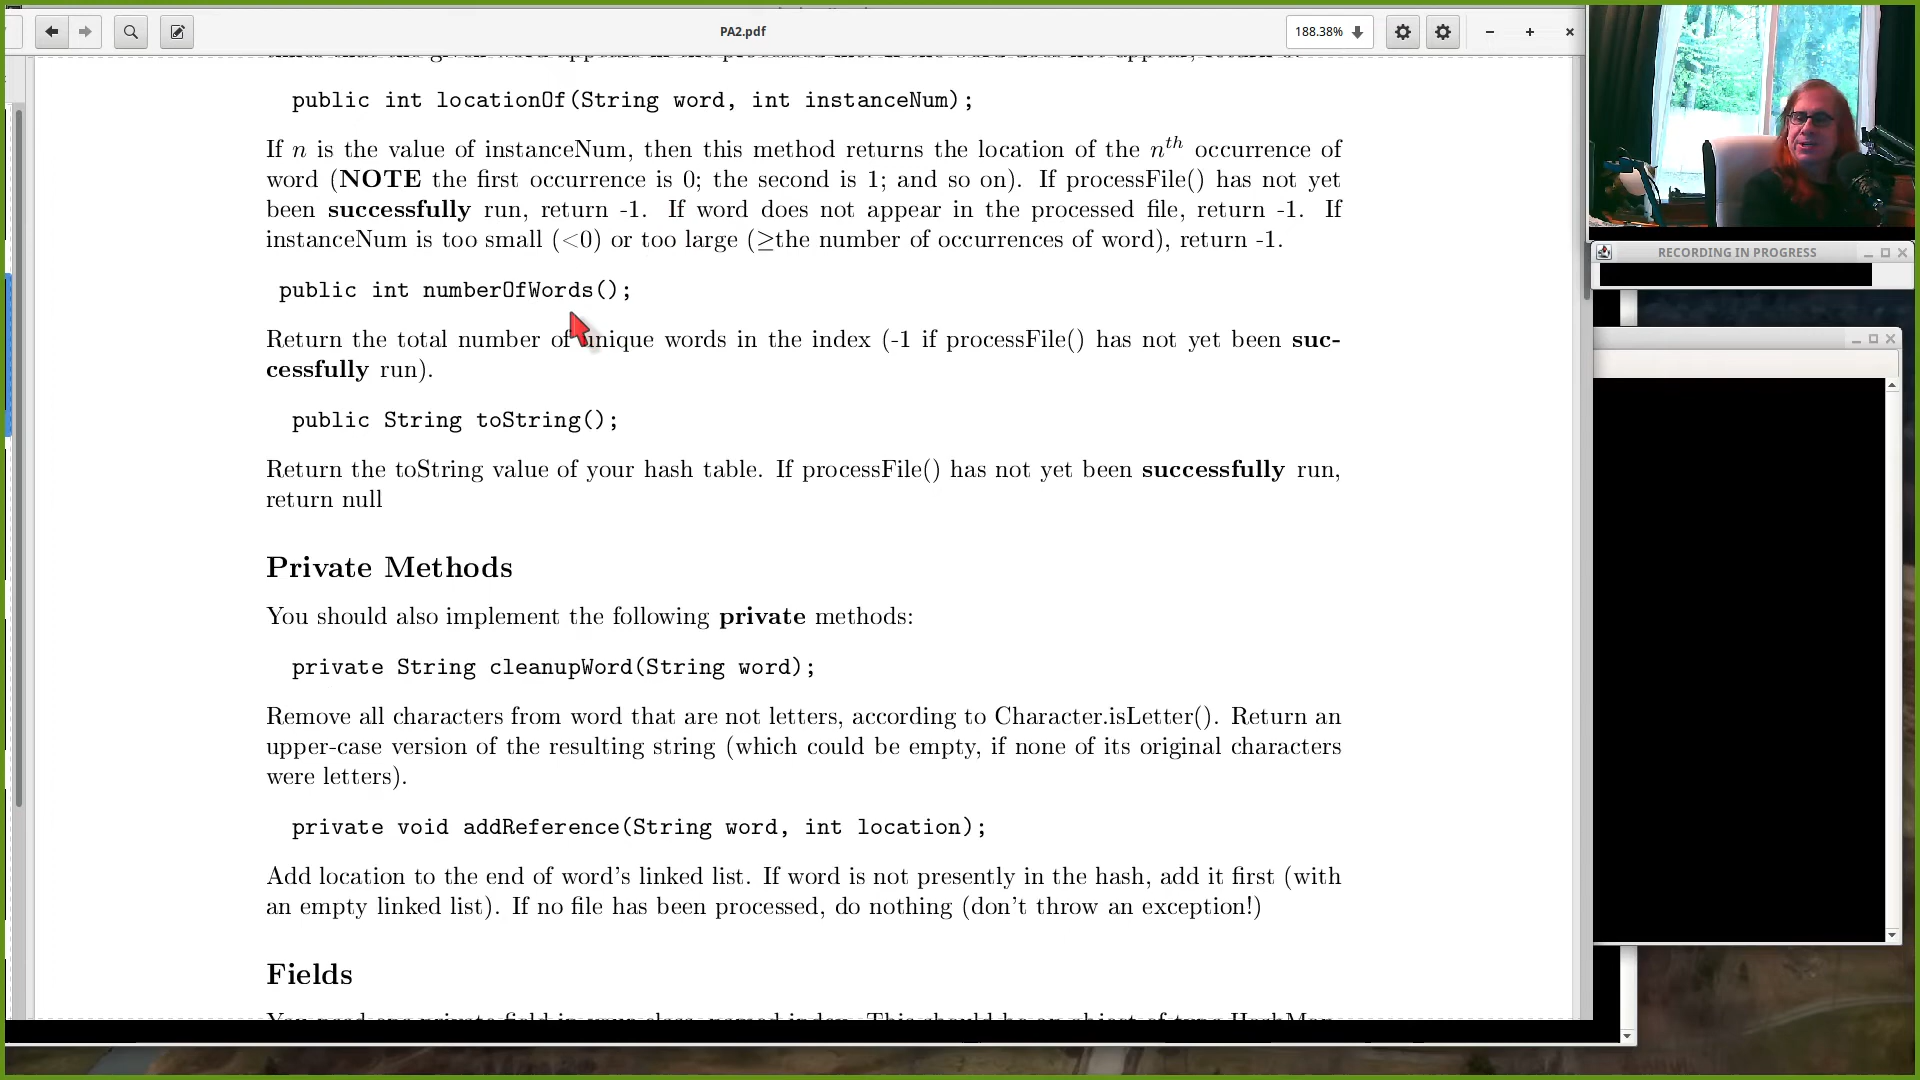 PA2.pdf
188.38%
public int locationOf(String word, int instanceNum);
If n is the value of instanceNum, then this method returns the location of the nth occurrence of
word (NOTE the first occurrence is 0; the second is 1; and so on). If processFile() has not yet
been successfully run, return -1. If word does not appear in the processed file, return -1. If
instanceNum is too small (<0) or too large (≥the number of occurrences of word), return -1.
public int numberOfWords();
Return the total number of unique words in the index (-1 if processFile() has not yet been suc-
cessfully run).
public String toString();
Return the toString value of your hash table. If processFile() has not yet been successfully run,
return null
Private Methods
You should also implement the following private methods:
private String cleanupWord(String word);
Remove all characters from word that are not letters, according to Character.isLetter(). Return an
upper-case version of the resulting string (which could be empty, if none of its original characters
were letters).
private void addReference(String word, int location);
Add location to the end of word's linked list. If word is not presently in the hash, add it first (with
an empty linked list). If no file has been processed, do nothing (don't throw an exception!)
Fields
RECORDING IN PROGRESS